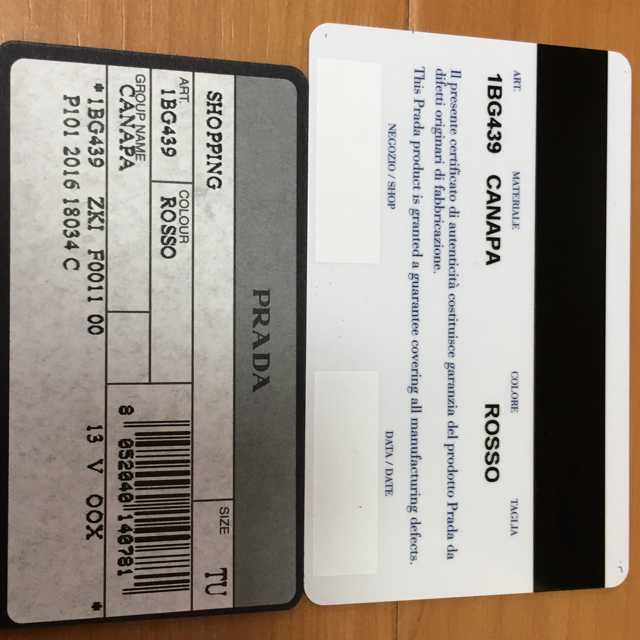 PRADA
SHOPPING
SIZE
TU
ART.
1BG439
COLOUR
ROSSO
GROUP NAME
CANAPA
8 052040 140781
*1BG439 ZKI F0011 00 13 V OOX *
P101 2016 18034 C
ART. MATERIALE COLORE TAGLIA
1BG439 CANAPA ROSSO
Il presente certificato di autenticità costituisce garanzia del prodotto Prada da
difetti originari di fabbricazione.
This Prada product is granted a guarantee covering all manufacturing defects.
NEGOZIO / SHOP
DATA / DATE